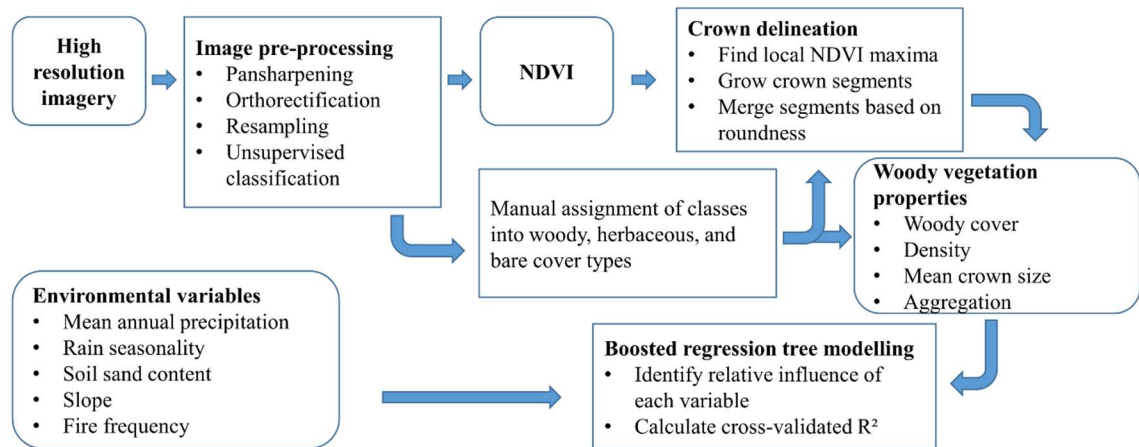 High
resolution
imagery
Image pre-processing
• Pansharpening
• Orthorectification
• Resampling
• Unsupervised
classification
NDVI
Crown delineation
• Find local NDVI maxima
• Grow crown segments
• Merge segments based on
roundness
Manual assignment of classes
into woody, herbaceous, and
bare cover types
Woody vegetation
properties
• Woody cover
• Density
• Mean crown size
• Aggregation
Environmental variables
• Mean annual precipitation
• Rain seasonality
• Soil sand content
• Slope
• Fire frequency
Boosted regression tree modelling
• Identify relative influence of
each variable
• Calculate cross-validated R²